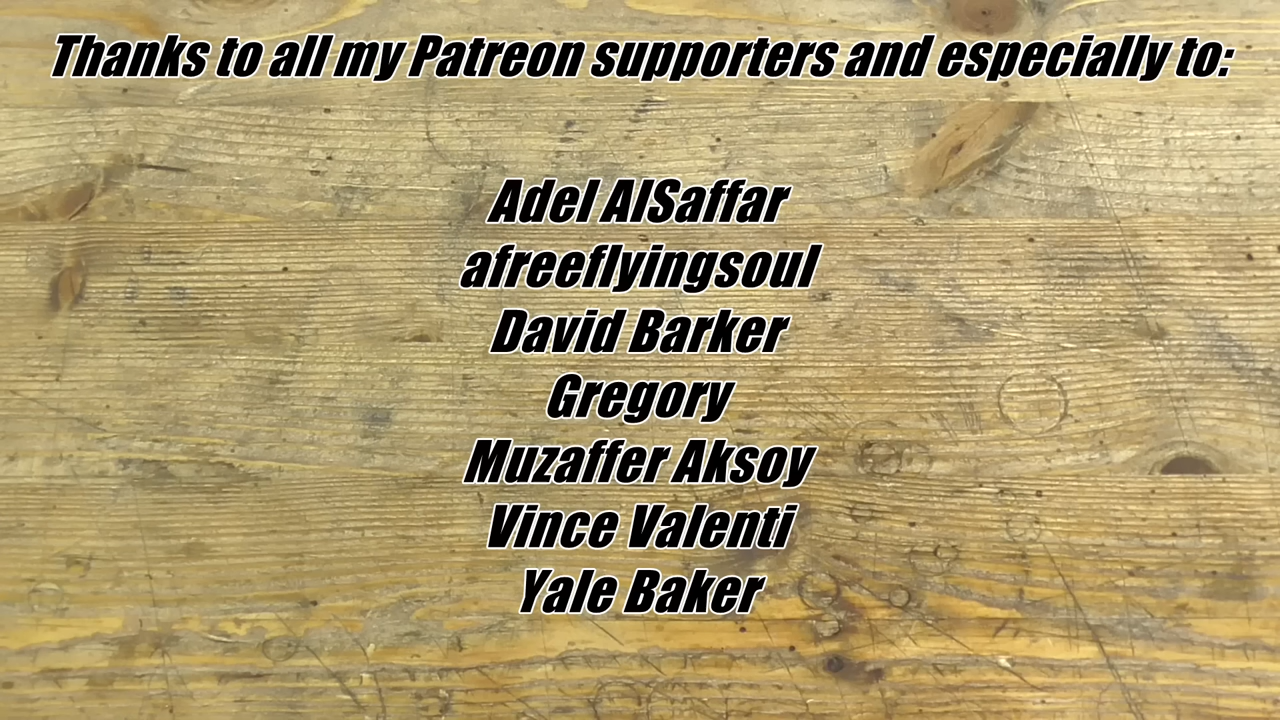 Thanks to all my Patreon supporters and especially to:
Adel AlSaffar
afreeflyingsoul
David Barker
Gregory
Muzaffer Aksoy
Vince Valenti
Yale Baker